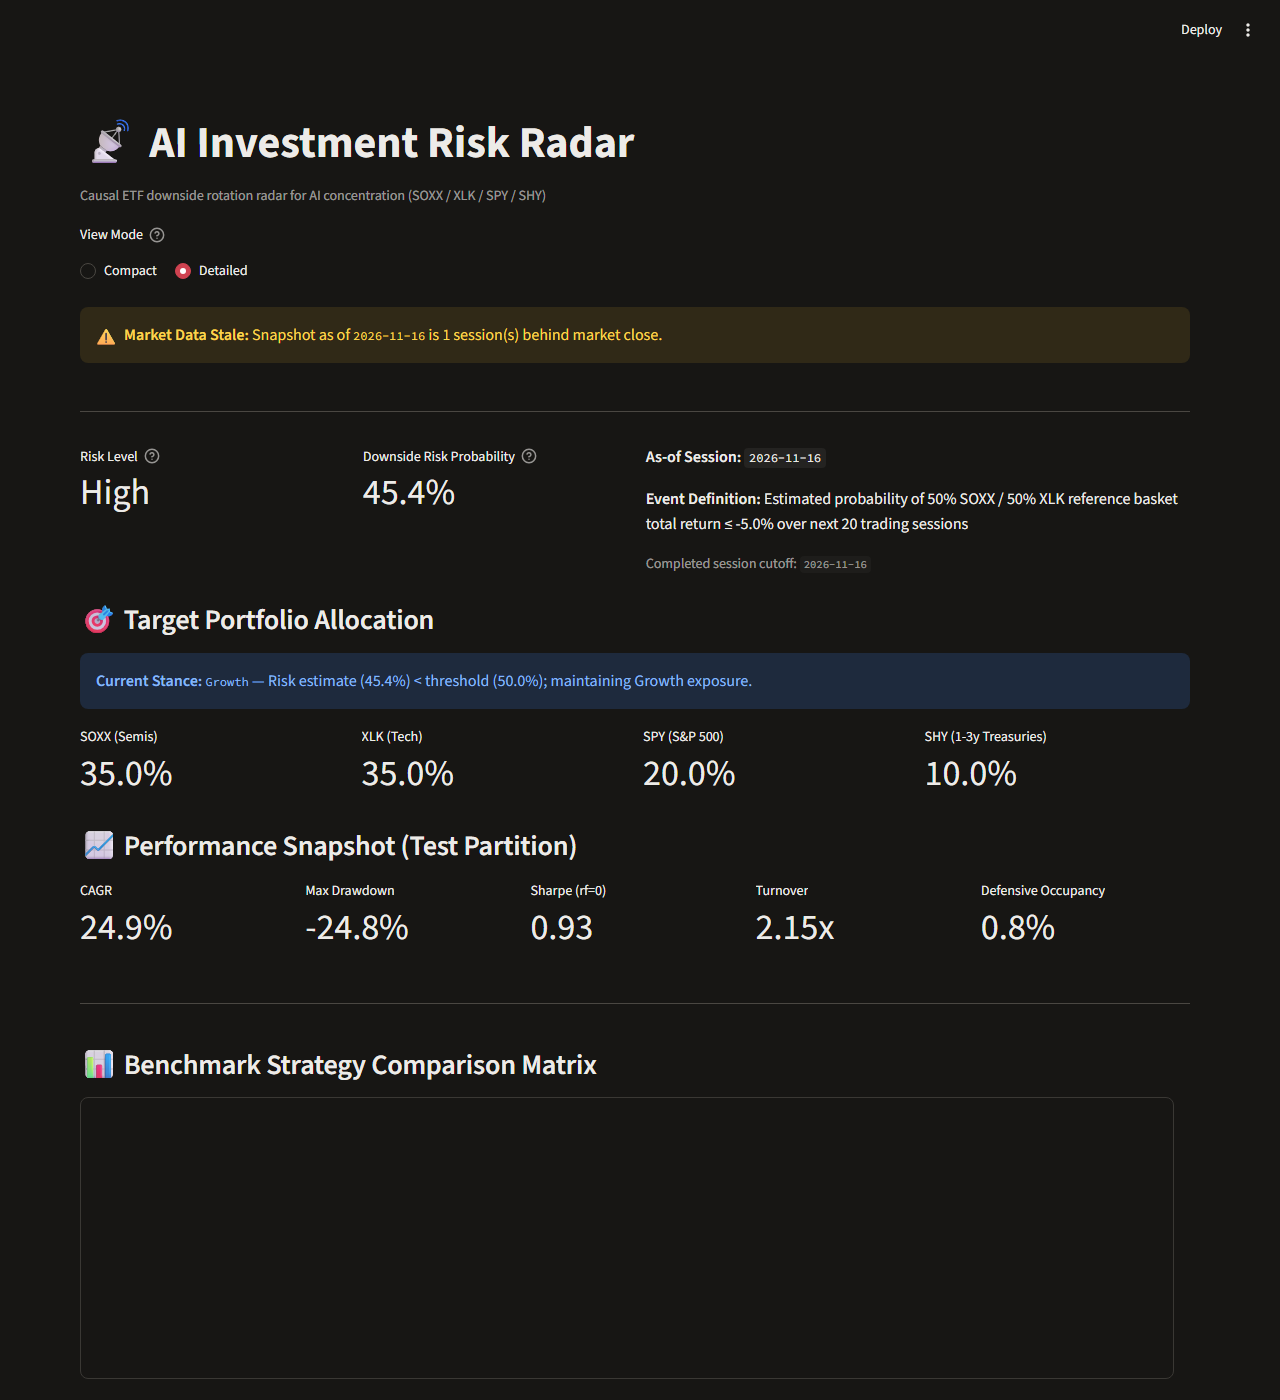 Deploy
AI Investment Risk Radar
Causal ETF downside rotation radar for AI concentration (SOXX / XLK / SPY / SHY)
View Mode
Compact Detailed
Market Data Stale: Snapshot as of 2026-11-16 is 1 session(s) behind market close.
Risk Level
High
Downside Risk Probability
45.4%
As-of Session: 2026-11-16
Event Definition: Estimated probability of 50% SOXX / 50% XLK reference basket
total return ≤ -5.0% over next 20 trading sessions
Completed session cutoff: 2026-11-16
Target Portfolio Allocation
Current Stance: Growth — Risk estimate (45.4%) < threshold (50.0%); maintaining Growth exposure.
SOXX (Semis)
35.0%
XLK (Tech)
35.0%
SPY (S&P 500)
20.0%
SHY (1-3y Treasuries)
10.0%
Performance Snapshot (Test Partition)
CAGR
24.9%
Max Drawdown
-24.8%
Sharpe (rf=0)
0.93
Turnover
2.15x
Defensive Occupancy
0.8%
Benchmark Strategy Comparison Matrix